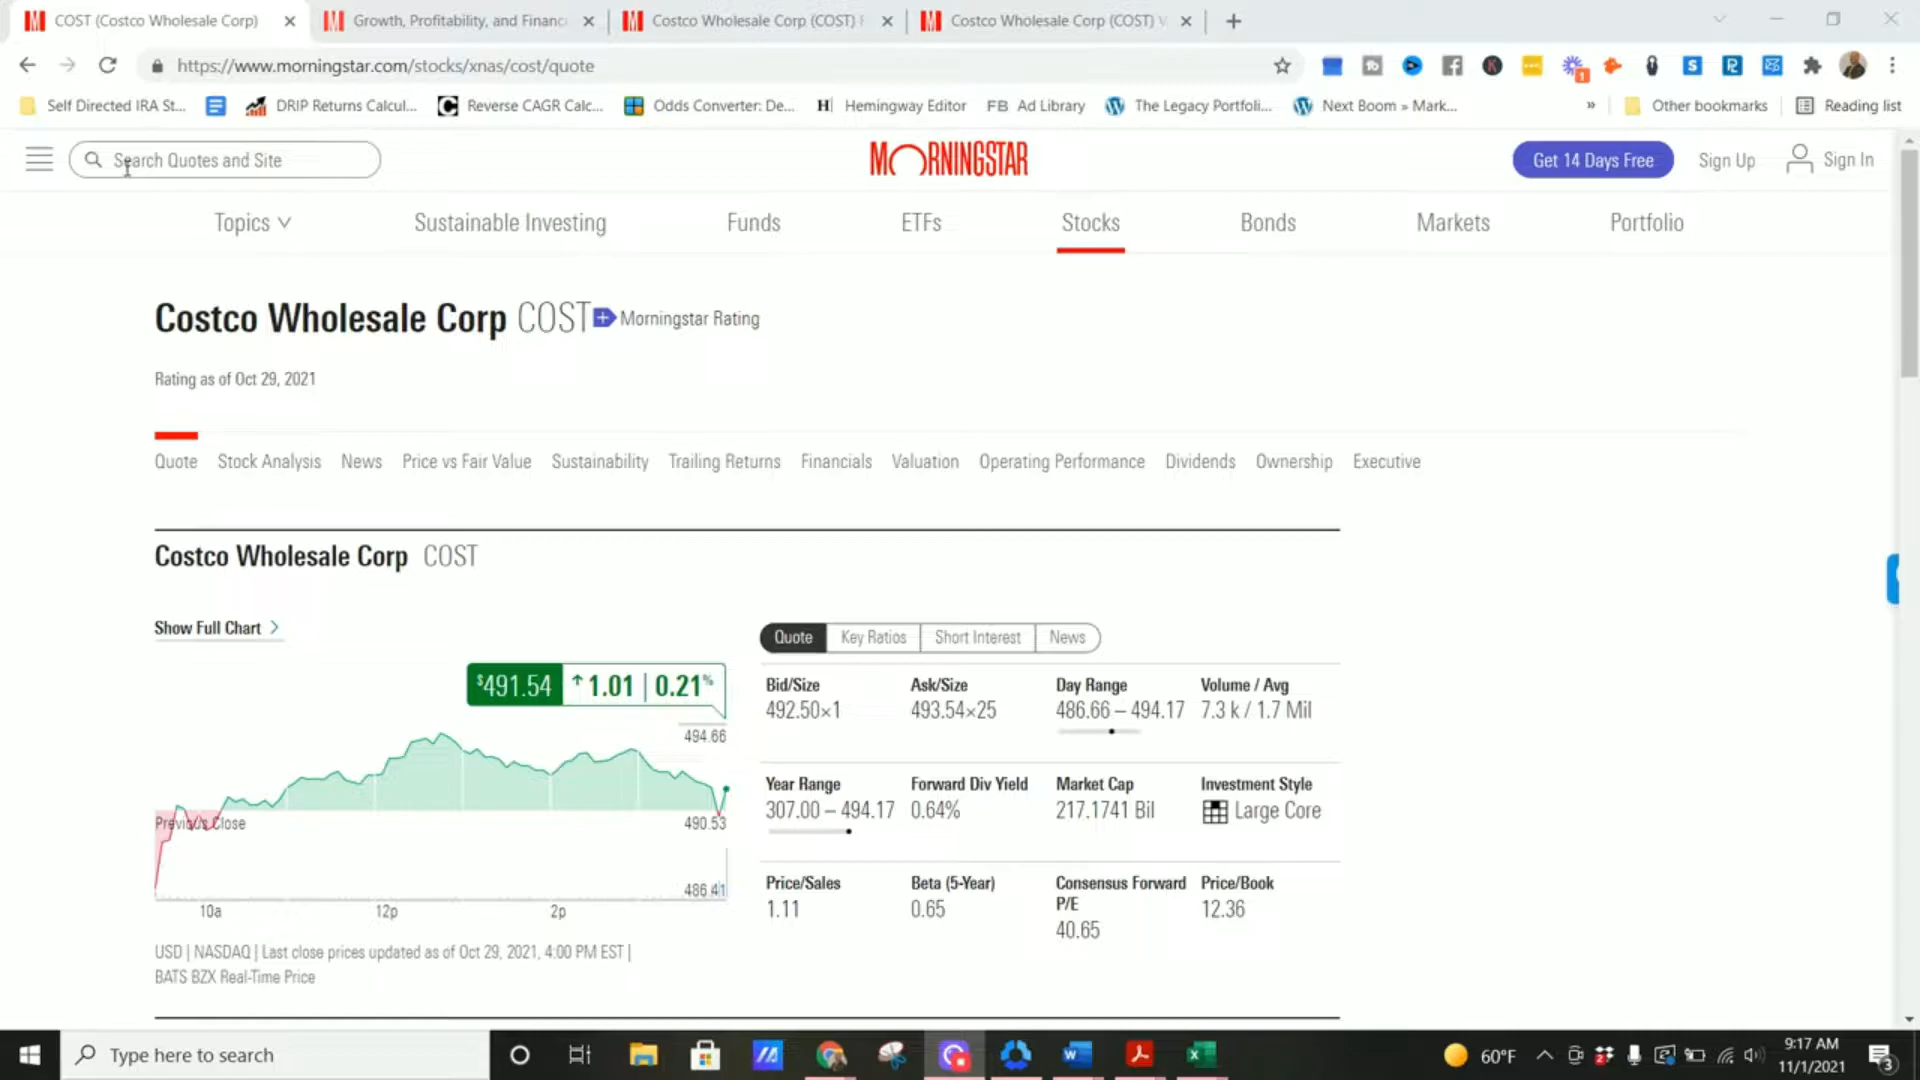 COST (Costco Wholesale Corp)
Growth, Profitability, and Financ
Costco Wholesale Corp (COST)
Costco Wholesale Corp (COST) V
https://www.morningstar.com/stocks/xnas/cost/quote
Self Directed IRA St...
DRIP Returns Calcul...
Reverse CAGR Calc...
Odds Converter: De...
Hemingway Editor
FB Ad Library
The Legacy Portfoli...
Next Boom » Mark...
»
Other bookmarks
Reading list
Search Quotes and Site
MORNINGSTAR
Get 14 Days Free
Sign Up
Sign In
Topics
Sustainable Investing
Funds
ETFs
Stocks
Bonds
Markets
Portfolio
Costco Wholesale Corp COST
Morningstar Rating
Rating as of Oct 29, 2021
Quote
Stock Analysis
News
Price vs Fair Value
Sustainability
Trailing Returns
Financials
Valuation
Operating Performance
Dividends
Ownership
Executive
Costco Wholesale Corp COST
Show Full Chart
$491.54 ↑1.01 | 0.21%
494.66
Previous Close
490.53
486.41
10a
12p
2p
USD | NASDAQ | Last close prices updated as of Oct 29, 2021, 4:00 PM EST |
BATS BZX Real-Time Price
Quote
Key Ratios
Short Interest
News
Bid/Size
492.50×1
Ask/Size
493.54×25
Day Range
486.66 – 494.17
Volume / Avg
7.3 k / 1.7 Mil
Year Range
307.00 – 494.17
Forward Div Yield
0.64%
Market Cap
217.1741 Bil
Investment Style
Large Core
Price/Sales
1.11
Beta (5-Year)
0.65
Consensus Forward
P/E
40.65
Price/Book
12.36
Type here to search
60°F
9:17 AM
11/1/2021
3